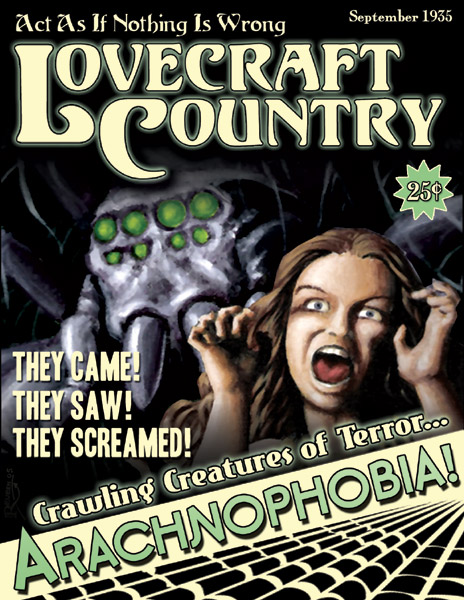 Act As If Nothing Is Wrong
September 1935
LOVECRAFT
COUNTRY
25¢
THEY CAME!
THEY SAW!
THEY SCREAMED!
Crawling Creatures of Terror...
ARACHNOPHOBIA!